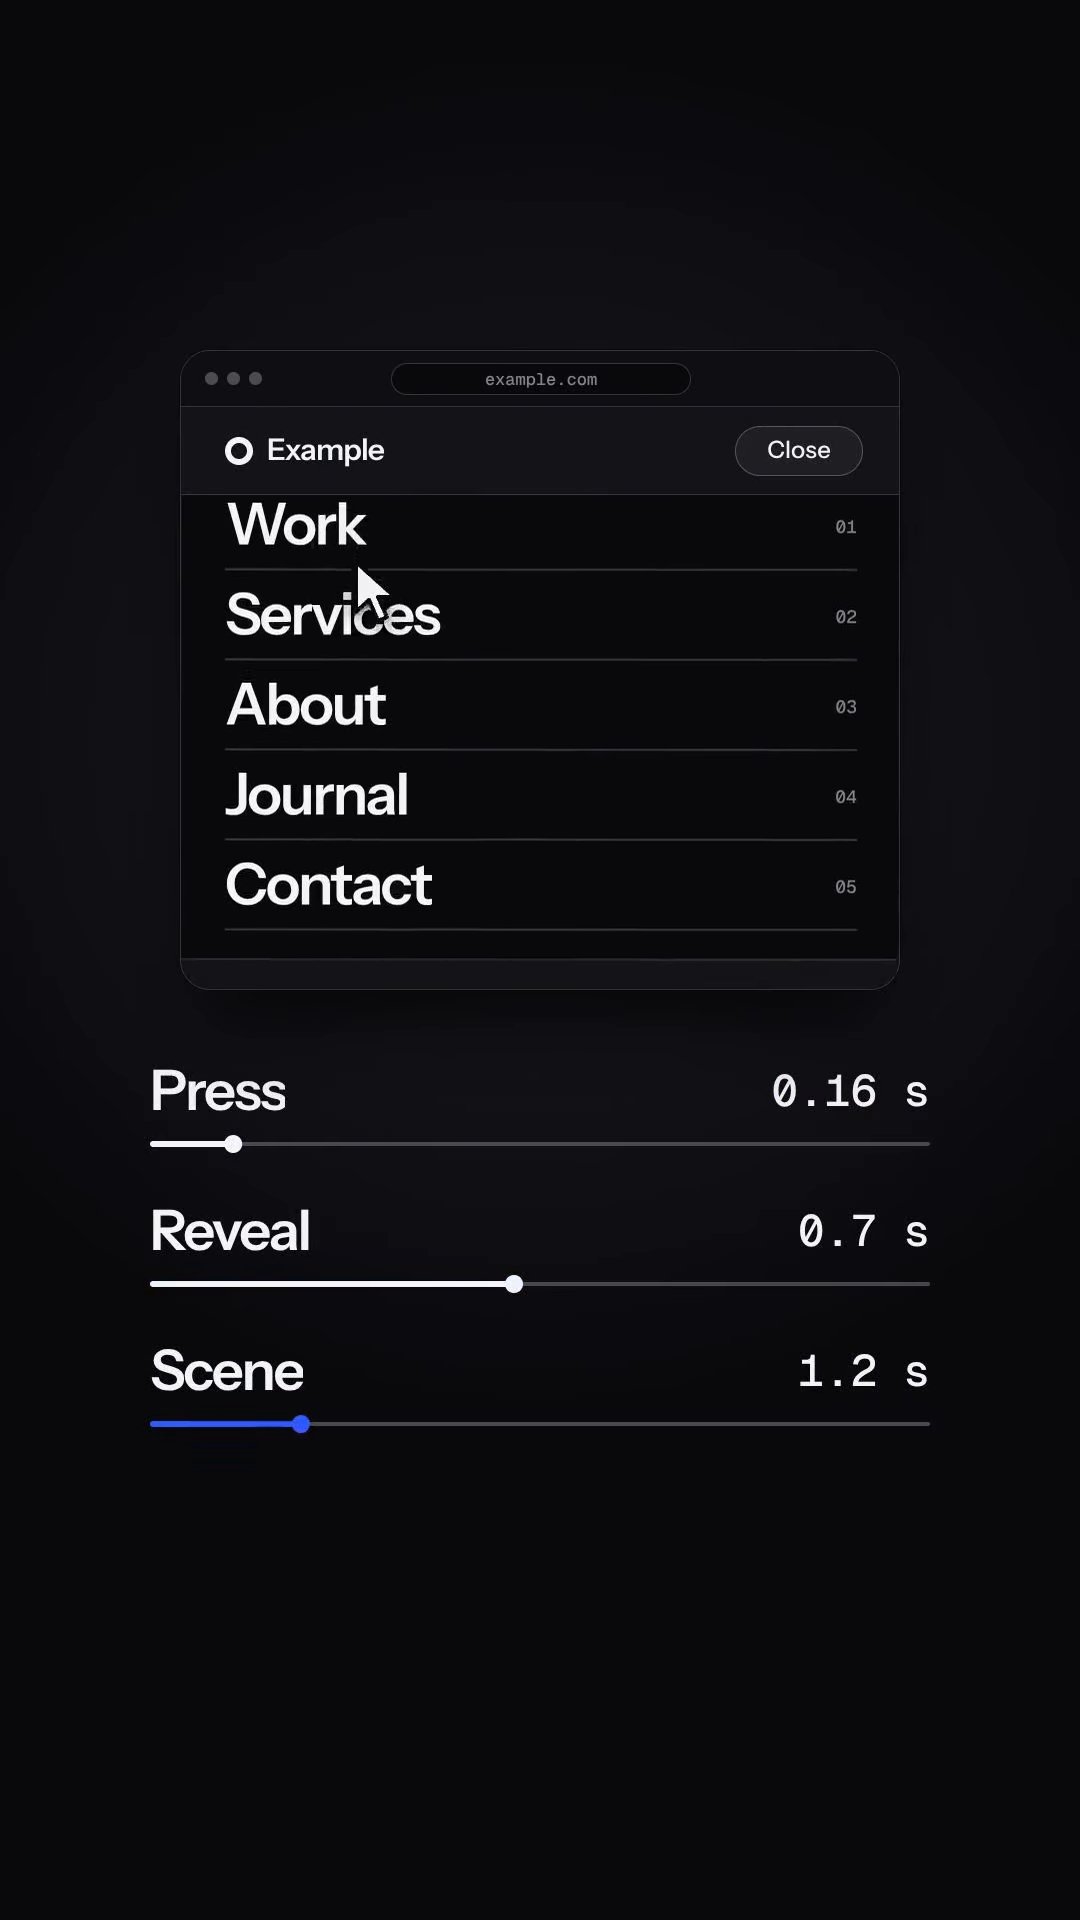 example.com
Example Close
Work 01
Services 02
About 03
Journal 04
Contact 05
Press 0.16 s
Reveal 0.7 s
Scene 1.2 s